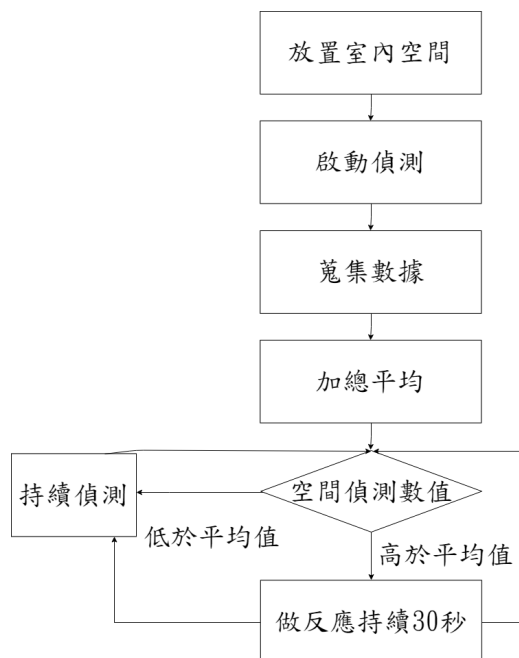 放置室內空間
啟動偵測
蒐集數據
加總平均
持續偵測
空間偵測數值
低於平均值
高於平均值
做反應持續30秒